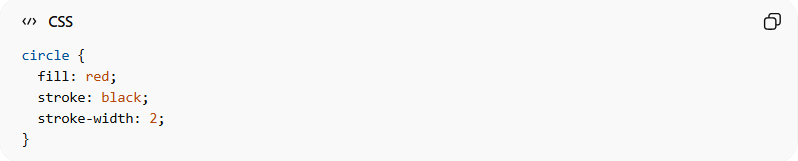 CSS
circle {
  fill: red;
  stroke: black;
  stroke-width: 2;
}